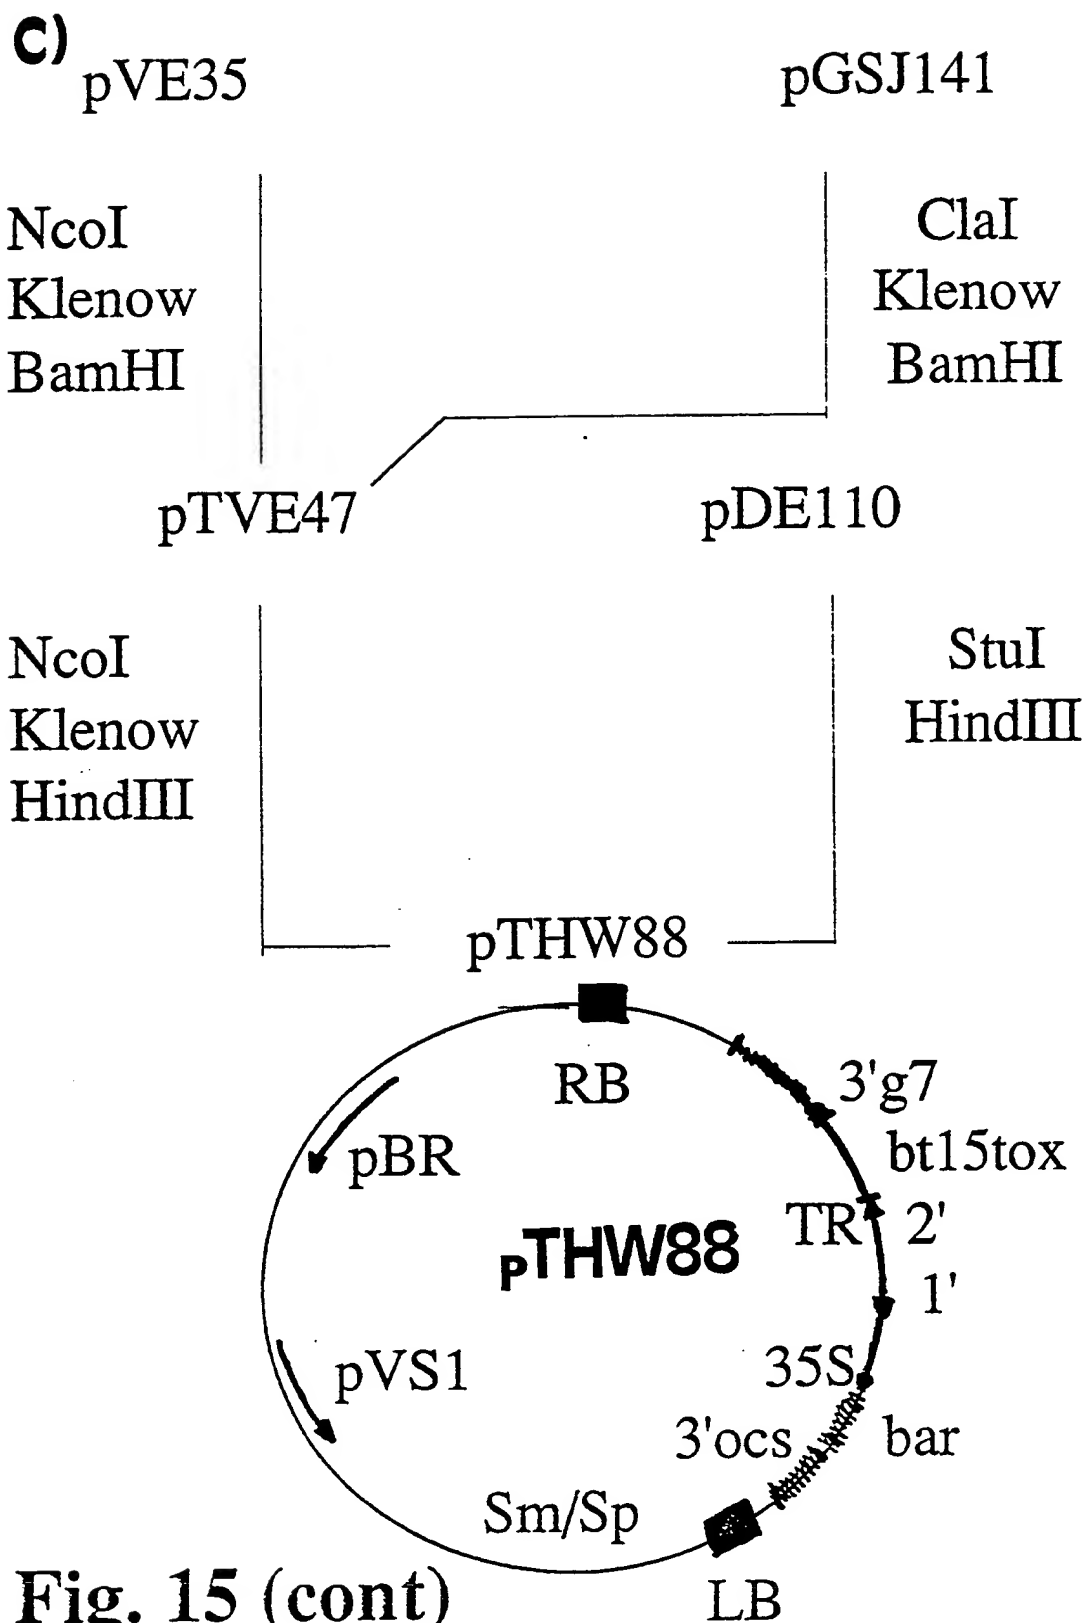 C)
pVE35
pGSJ141
NcoI
Klenow
BamHI
ClaI
Klenow
BamHI
pTVE47
pDE110
NcoI
Klenow
HindIII
StuI
HindIII
pTHW88
RB
3'g7
pBR
bt15tox
TR
2'
pTHW88
1'
pVS1
35S
3'ocs
bar
Sm/Sp
LB
Fig. 15 (cont)